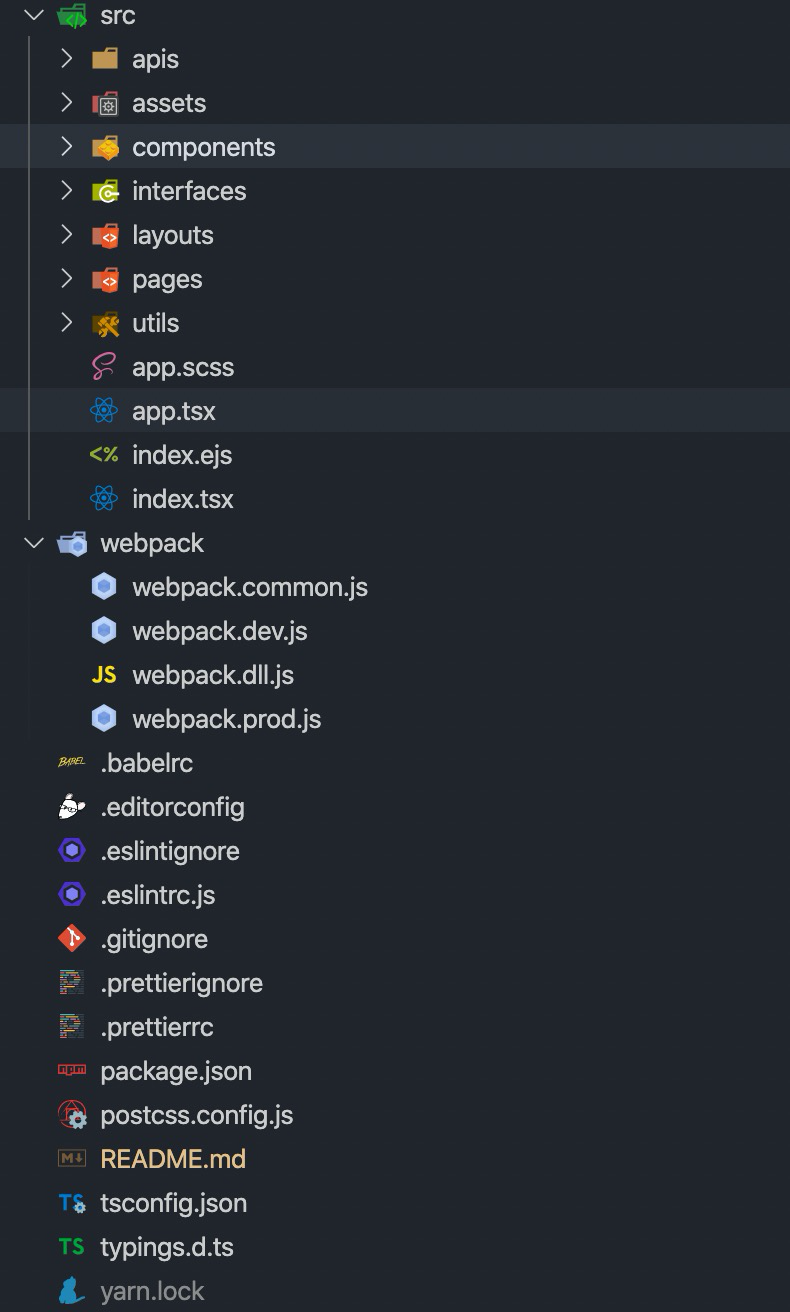 src
apis
assets
components
interfaces
layouts
pages
utils
app.scss
app.tsx
<% index.ejs
index.tsx
webpack
webpack.common.js
webpack.dev.js
JS webpack.dll.js
webpack.prod.js
BABEL .babelrc
.editorconfig
.eslintignore
.eslintrc.js
.gitignore
.prettierignore
.prettierrc
package.json
postcss.config.js
M README.md
TS tsconfig.json
TS typings.d.ts
yarn.lock